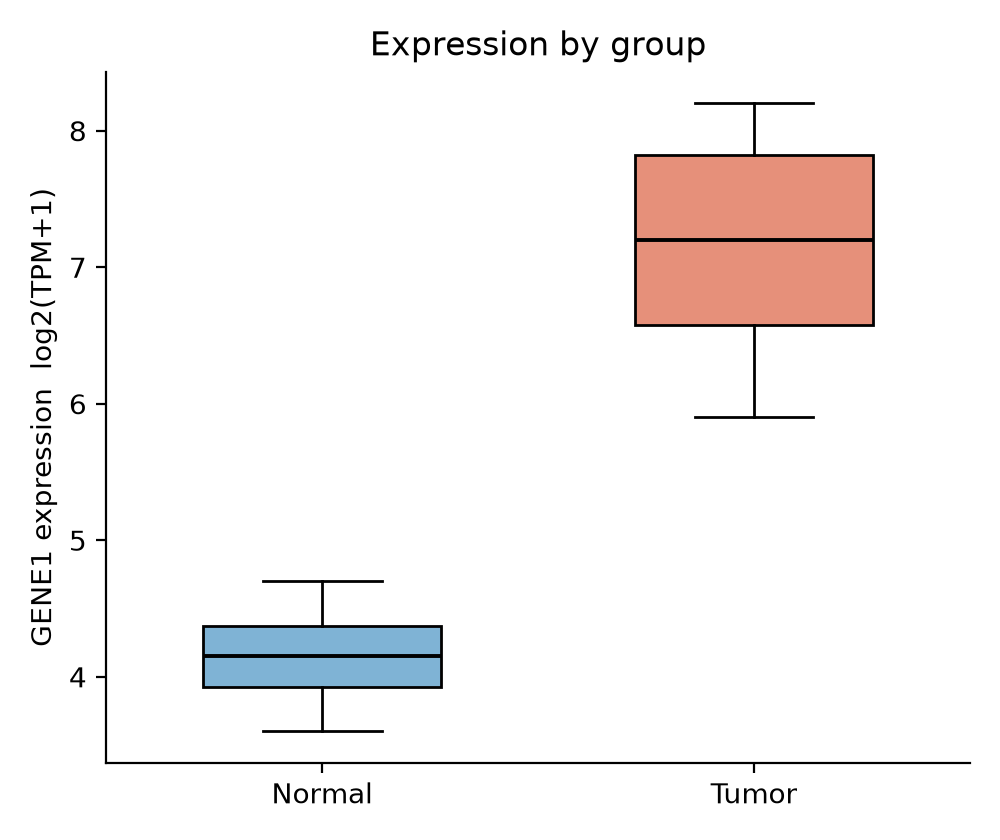 Expression by group
GENE1 expression  log2(TPM+1)
8
7
6
5
4
Normal
Tumor